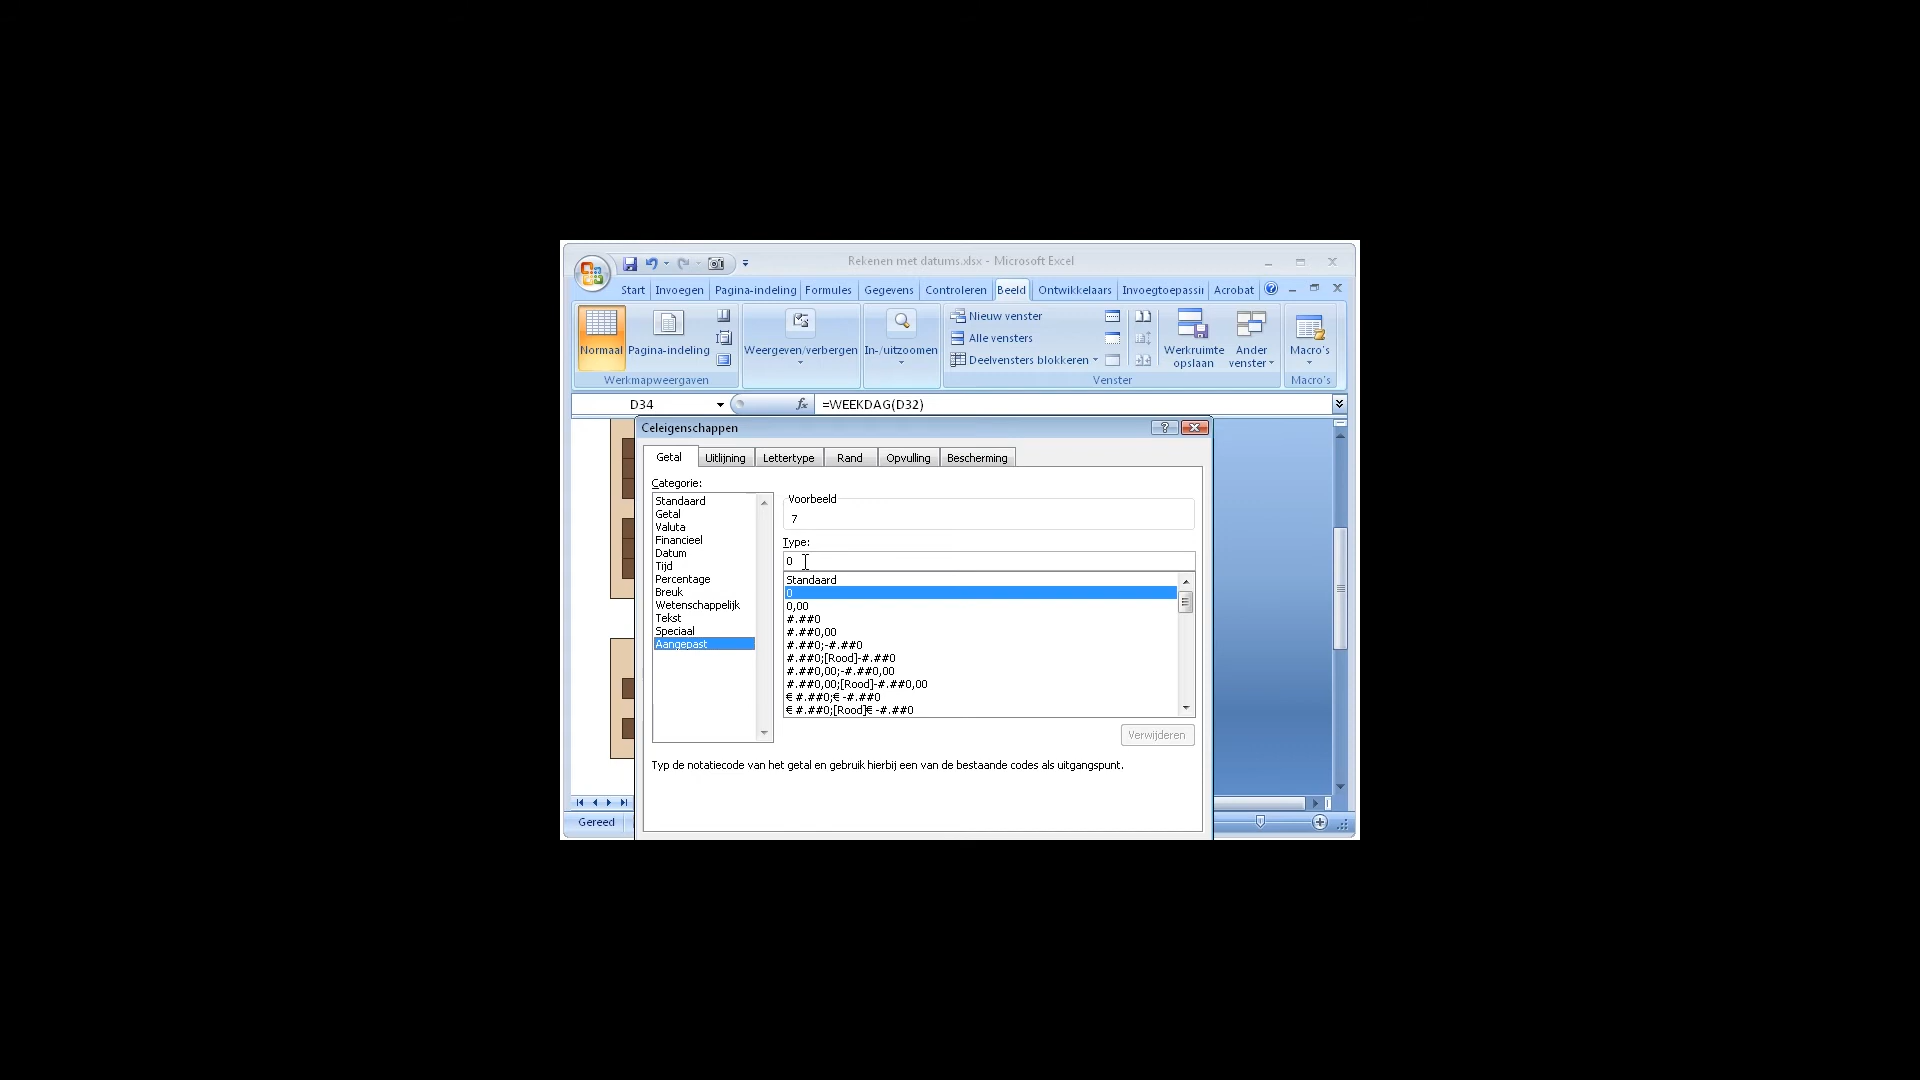 Rekenen met datums.xlsx - Microsoft Excel
Start Invoegen Pagina-indeling Formules Gegevens Controleren Beeld Ontwikkelaars Invoegtoepassir Acrobat
Normaal
Pagina-indeling
Werkmapweergaven
Weergeven/verbergen
In-/uitzoomen
Nieuw venster
Alle vensters
Deelvensters blokkeren
Werkruimte opslaan
Ander venster
Venster
Macro's
Macro's
D34
fx
=WEEKDAG(D32)
Celeigenschappen
Getal Uitlijning Lettertype Rand Opvulling Bescherming
Categorie:
Standaard
Getal
Valuta
Financieel
Datum
Tijd
Percentage
Breuk
Wetenschappelijk
Tekst
Speciaal
Aangepast
Voorbeeld
7
Type:
0
Standaard
0
0,00
#.##0
#.##0,00
#.##0;-#.##0
#.##0;[Rood]-#.##0
#.##0,00;-#.##0,00
#.##0,00;[Rood]-#.##0,00
€ #.##0;€ -#.##0
€ #.##0;[Rood]€ -#.##0
Verwijderen
Typ de notatiecode van het getal en gebruik hierbij een van de bestaande codes als uitgangspunt.
Gereed